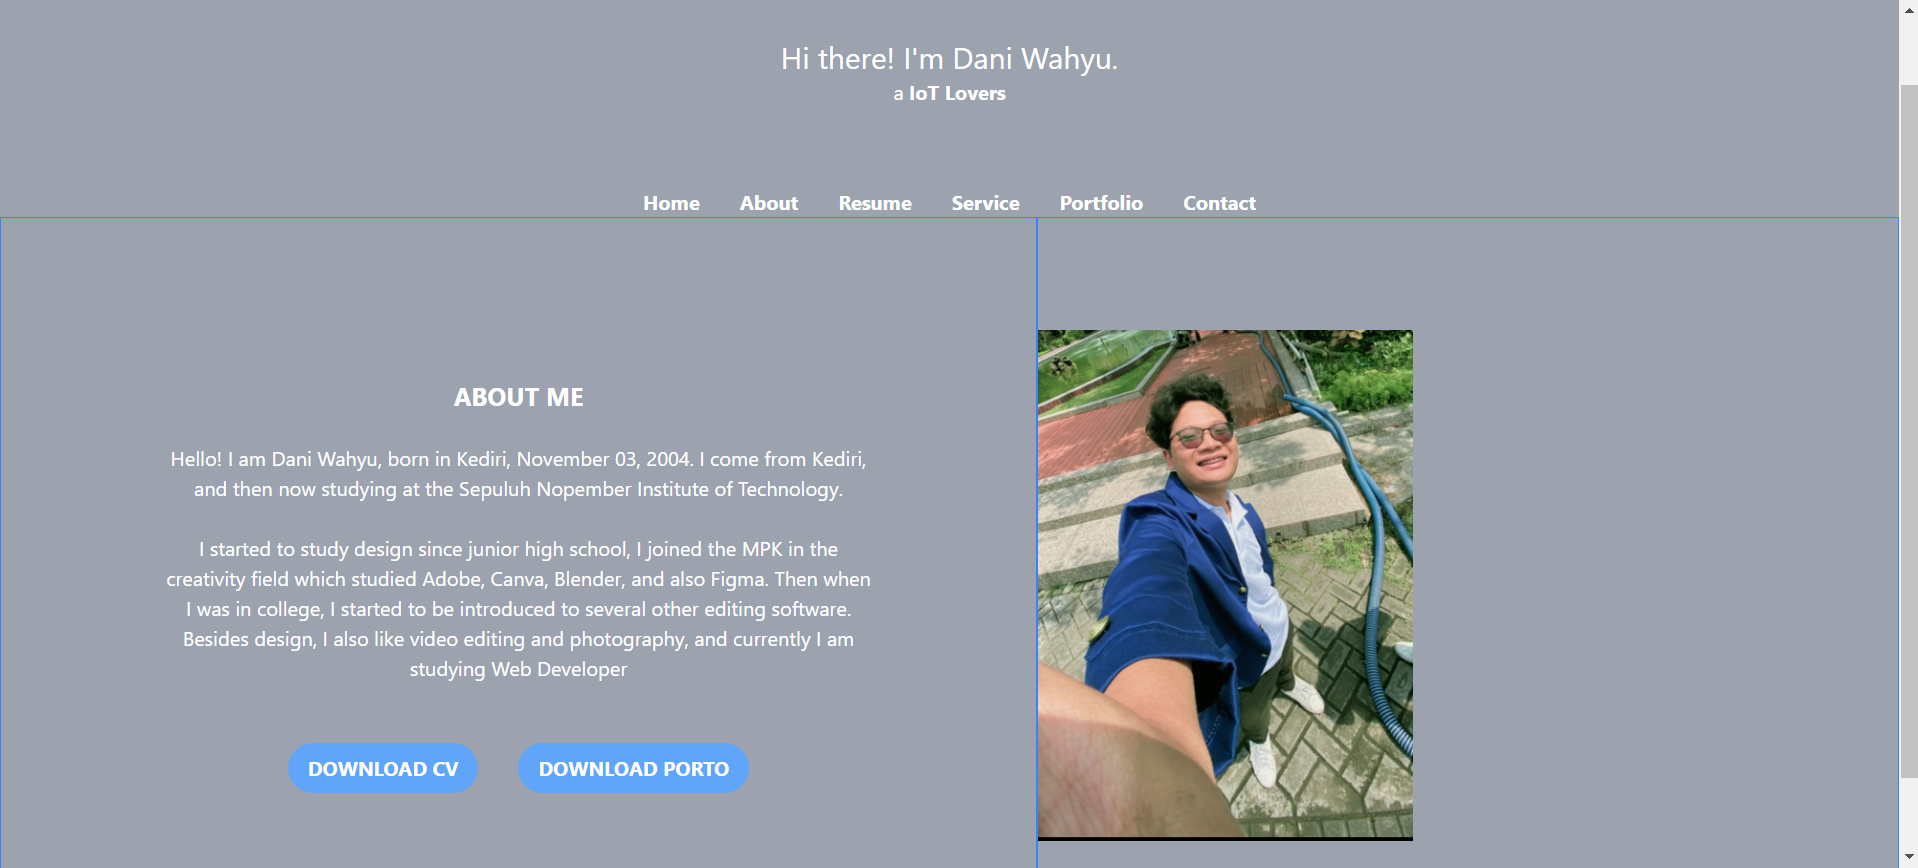 Hi there! I'm Dani Wahyu.
a IoT Lovers
Home About Resume Service Portfolio Contact
ABOUT ME
Hello! I am Dani Wahyu, born in Kediri, November 03, 2004. I come from Kediri,
and then now studying at the Sepuluh Nopember Institute of Technology.
I started to study design since junior high school, I joined the MPK in the
creativity field which studied Adobe, Canva, Blender, and also Figma. Then when
I was in college, I started to be introduced to several other editing software.
Besides design, I also like video editing and photography, and currently I am
studying Web Developer
DOWNLOAD CV DOWNLOAD PORTO